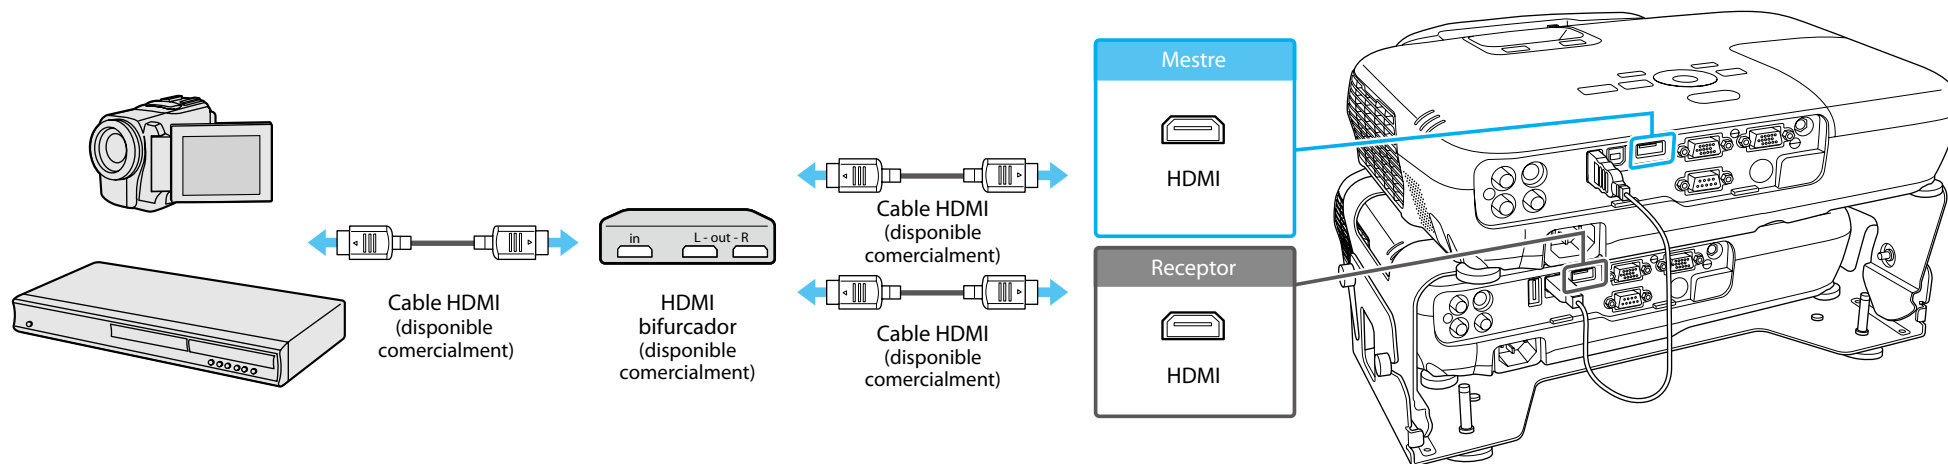 Cable HDMI
(disponible
comercialment)
in
L - out - R
HDMI
bifurcador
(disponible
comercialment)
Cable HDMI
(disponible
comercialment)
Cable HDMI
(disponible
comercialment)
Mestre
HDMI
Receptor
HDMI